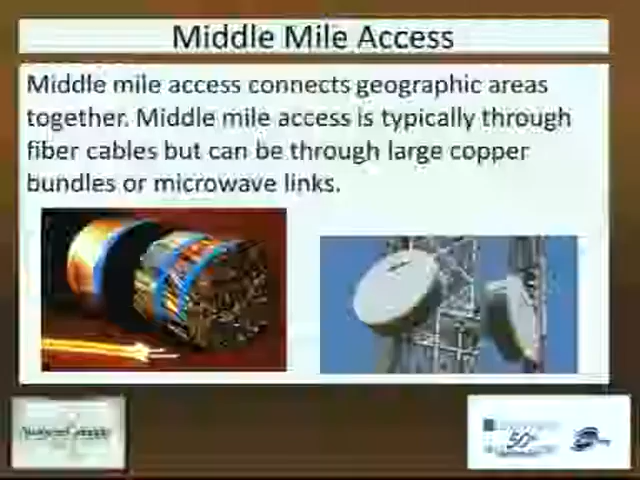 Middle Mile Access
Middle mile access connects geographic areas
together. Middle mile access is typically through
fiber cables but can be through large copper
bundles or microwave links.
50